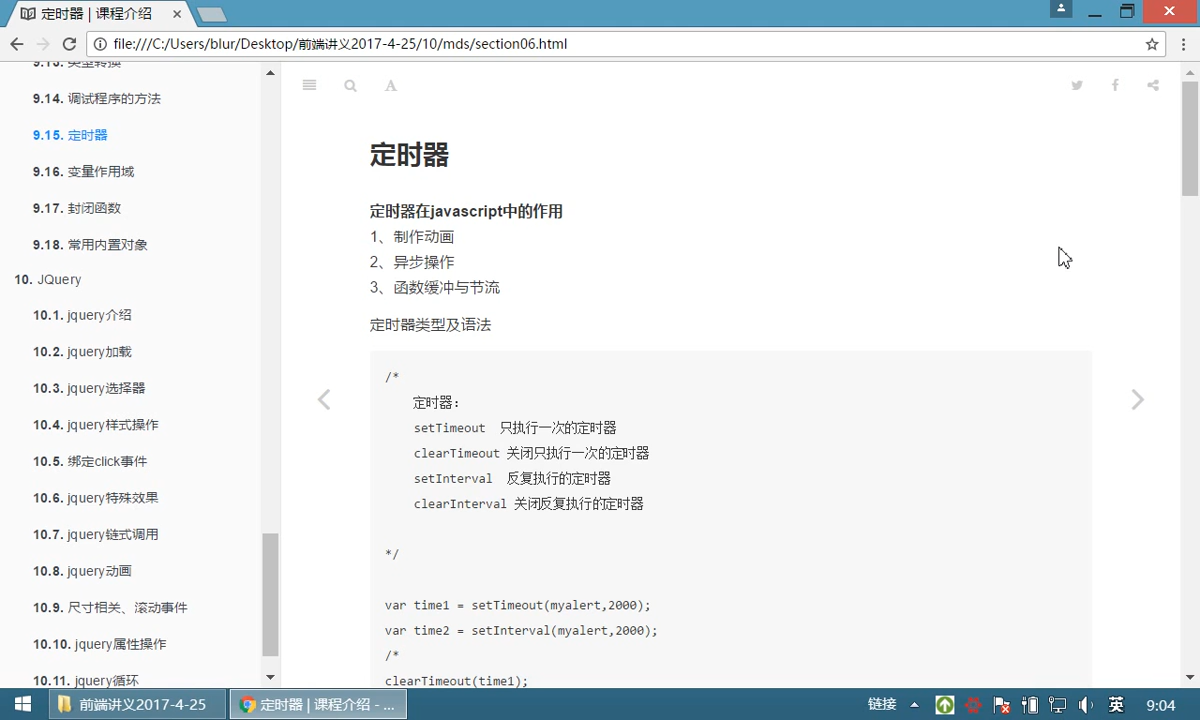 定时器 | 课程介绍
file:///C:/Users/blur/Desktop/前端讲义2017-4-25/10/mds/section06.html
9.13. 类型转换
9.14. 调试程序的方法
9.15. 定时器
9.16. 变量作用域
9.17. 封闭函数
9.18. 常用内置对象
10. JQuery
10.1. jquery介绍
10.2. jquery加载
10.3. jquery选择器
10.4. jquery样式操作
10.5. 绑定click事件
10.6. jquery特殊效果
10.7. jquery链式调用
10.8. jquery动画
10.9. 尺寸相关、滚动事件
10.10. jquery属性操作
10.11. jquery循环
A
定时器
定时器在javascript中的作用
1、制作动画
2、异步操作
3、函数缓冲与节流
定时器类型及语法
/*
定时器：
setTimeout  只执行一次的定时器
clearTimeout 关闭只执行一次的定时器
setInterval  反复执行的定时器
clearInterval 关闭反复执行的定时器
*/
var time1 = setTimeout(myalert,2000);
var time2 = setInterval(myalert,2000);
/*
clearTimeout(time1);
前端讲义2017-4-25
定时器 | 课程介绍 - ...
链接
英
9:04